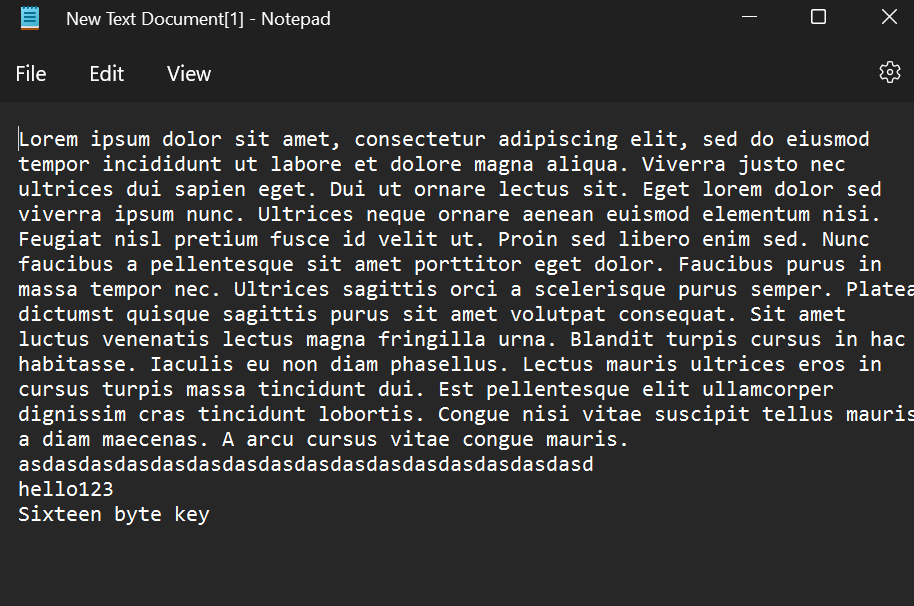 New Text Document[1] - Notepad
File Edit View
Lorem ipsum dolor sit amet, consectetur adipiscing elit, sed do eiusmod
tempor incididunt ut labore et dolore magna aliqua. Viverra justo nec
ultrices dui sapien eget. Dui ut ornare lectus sit. Eget lorem dolor sed
viverra ipsum nunc. Ultrices neque ornare aenean euismod elementum nisi.
Feugiat nisl pretium fusce id velit ut. Proin sed libero enim sed. Nunc
faucibus a pellentesque sit amet porttitor eget dolor. Faucibus purus in
massa tempor nec. Ultrices sagittis orci a scelerisque purus semper. Platea
dictumst quisque sagittis purus sit amet volutpat consequat. Sit amet
luctus venenatis lectus magna fringilla urna. Blandit turpis cursus in hac
habitasse. Iaculis eu non diam phasellus. Lectus mauris ultrices eros in
cursus turpis massa tincidunt dui. Est pellentesque elit ullamcorper
dignissim cras tincidunt lobortis. Congue nisi vitae suscipit tellus mauris
a diam maecenas. A arcu cursus vitae congue mauris.
asdasdasdasdasdasdasdasdasdasdasdasdasdasdasdasd
hello123
Sixteen byte key